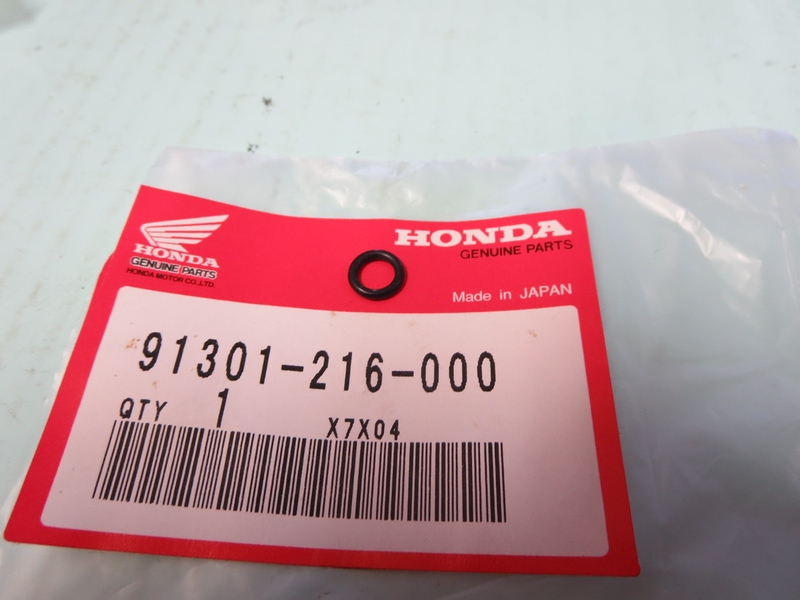 HONDA
GENUINE PARTS
HONDA MOTOR CO.,LTD.
HONDA
GENUINE PARTS
Made in JAPAN
91301-216-000
QTY 1 X7X04